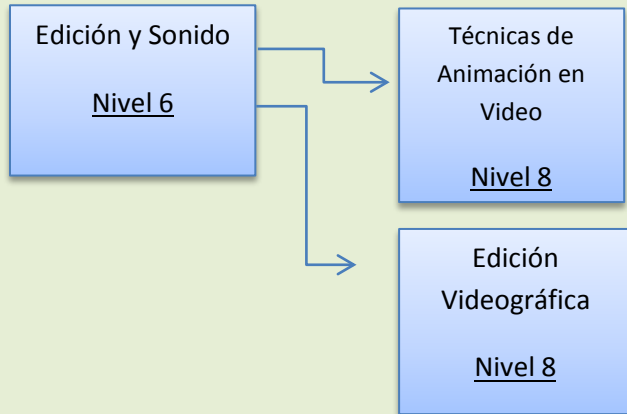 Edición y Sonido
Nivel 6
Técnicas de
Animación en
Video
Nivel 8
Edición
Videográfica
Nivel 8